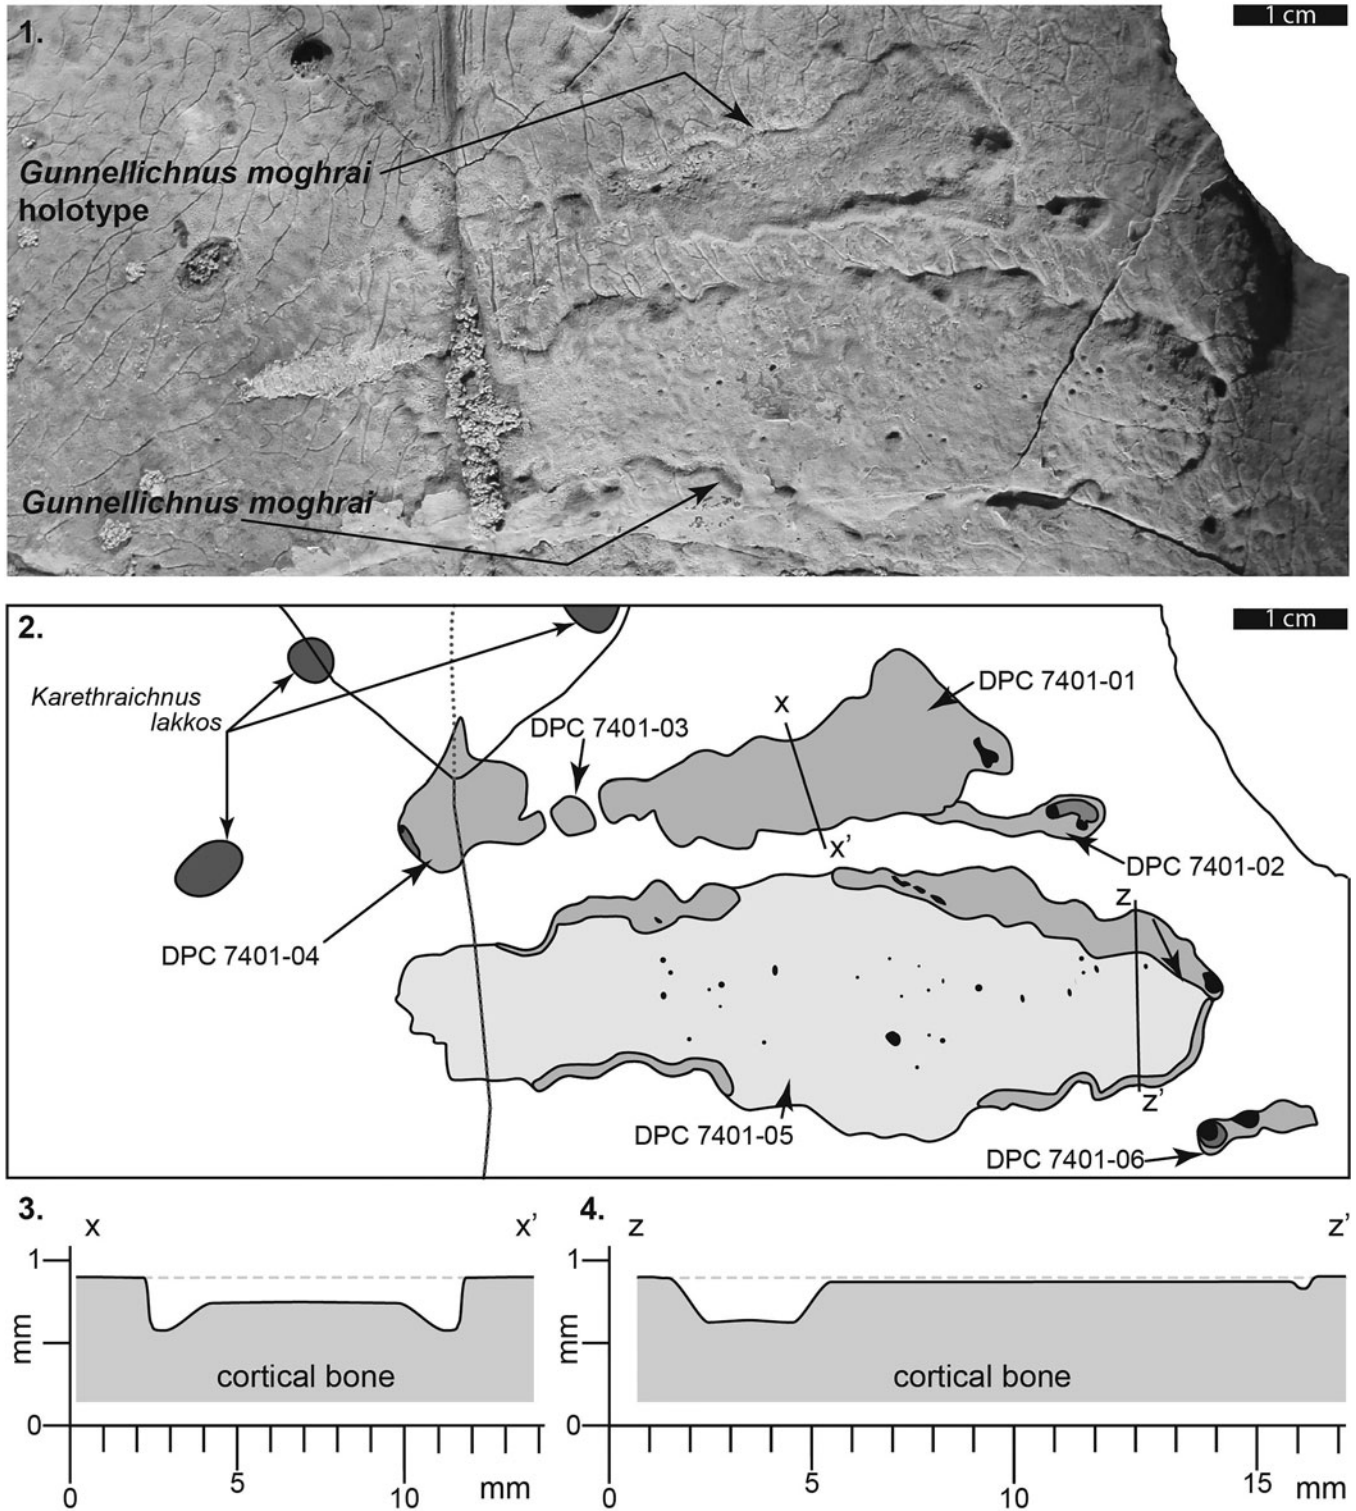 1.
1 cm
Gunnellichnus moghrai
holotype
Gunnellichnus moghrai
2.
1 cm
Karethraichnus
lakkos
DPC 7401-01
x
DPC 7401-03
x’
DPC 7401-02
z
DPC 7401-04
z’
DPC 7401-05
DPC 7401-06
3.
x
x’
1
mm
cortical bone
0
0
5
10
mm
4.
z
z’
1
mm
cortical bone
0
0
5
10
15
mm